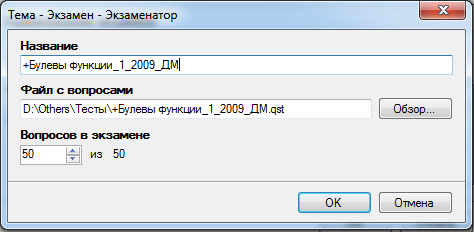 Тема - Экзамен - Экзаменатор
Название
+Булевы функции_1_2009_ДМ
Файл с вопросами
D:\Others\Тесты\+Булевы функции_1_2009_ДМ.qst
Обзор...
Вопросов в экзамене
50 из 50
OK
Отмена